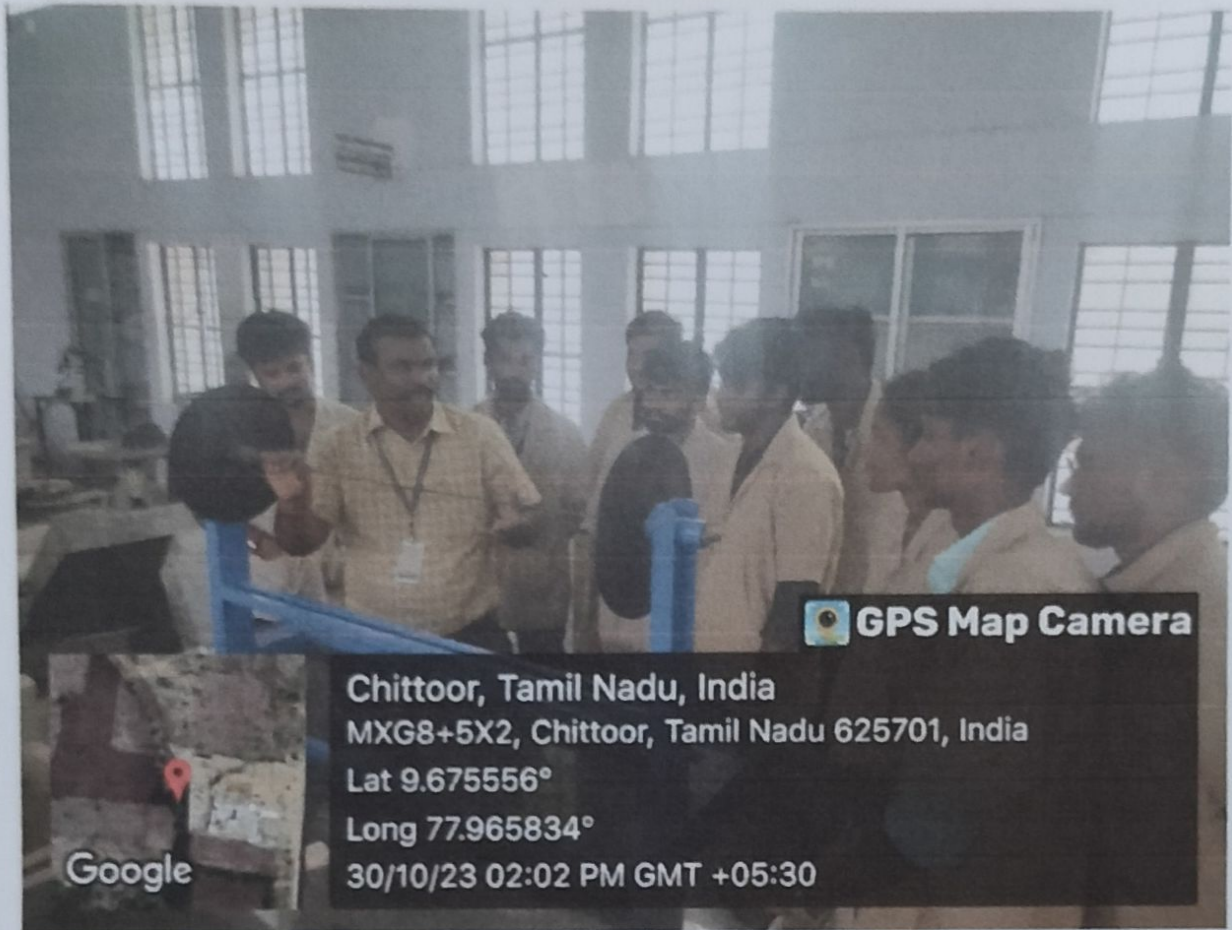 GPS Map Camera
Chittoor, Tamil Nadu, India
MXG8+5X2, Chittoor, Tamil Nadu 625701, India
Lat 9.675556°
Long 77.965834°
30/10/23 02:02 PM GMT +05:30
Google